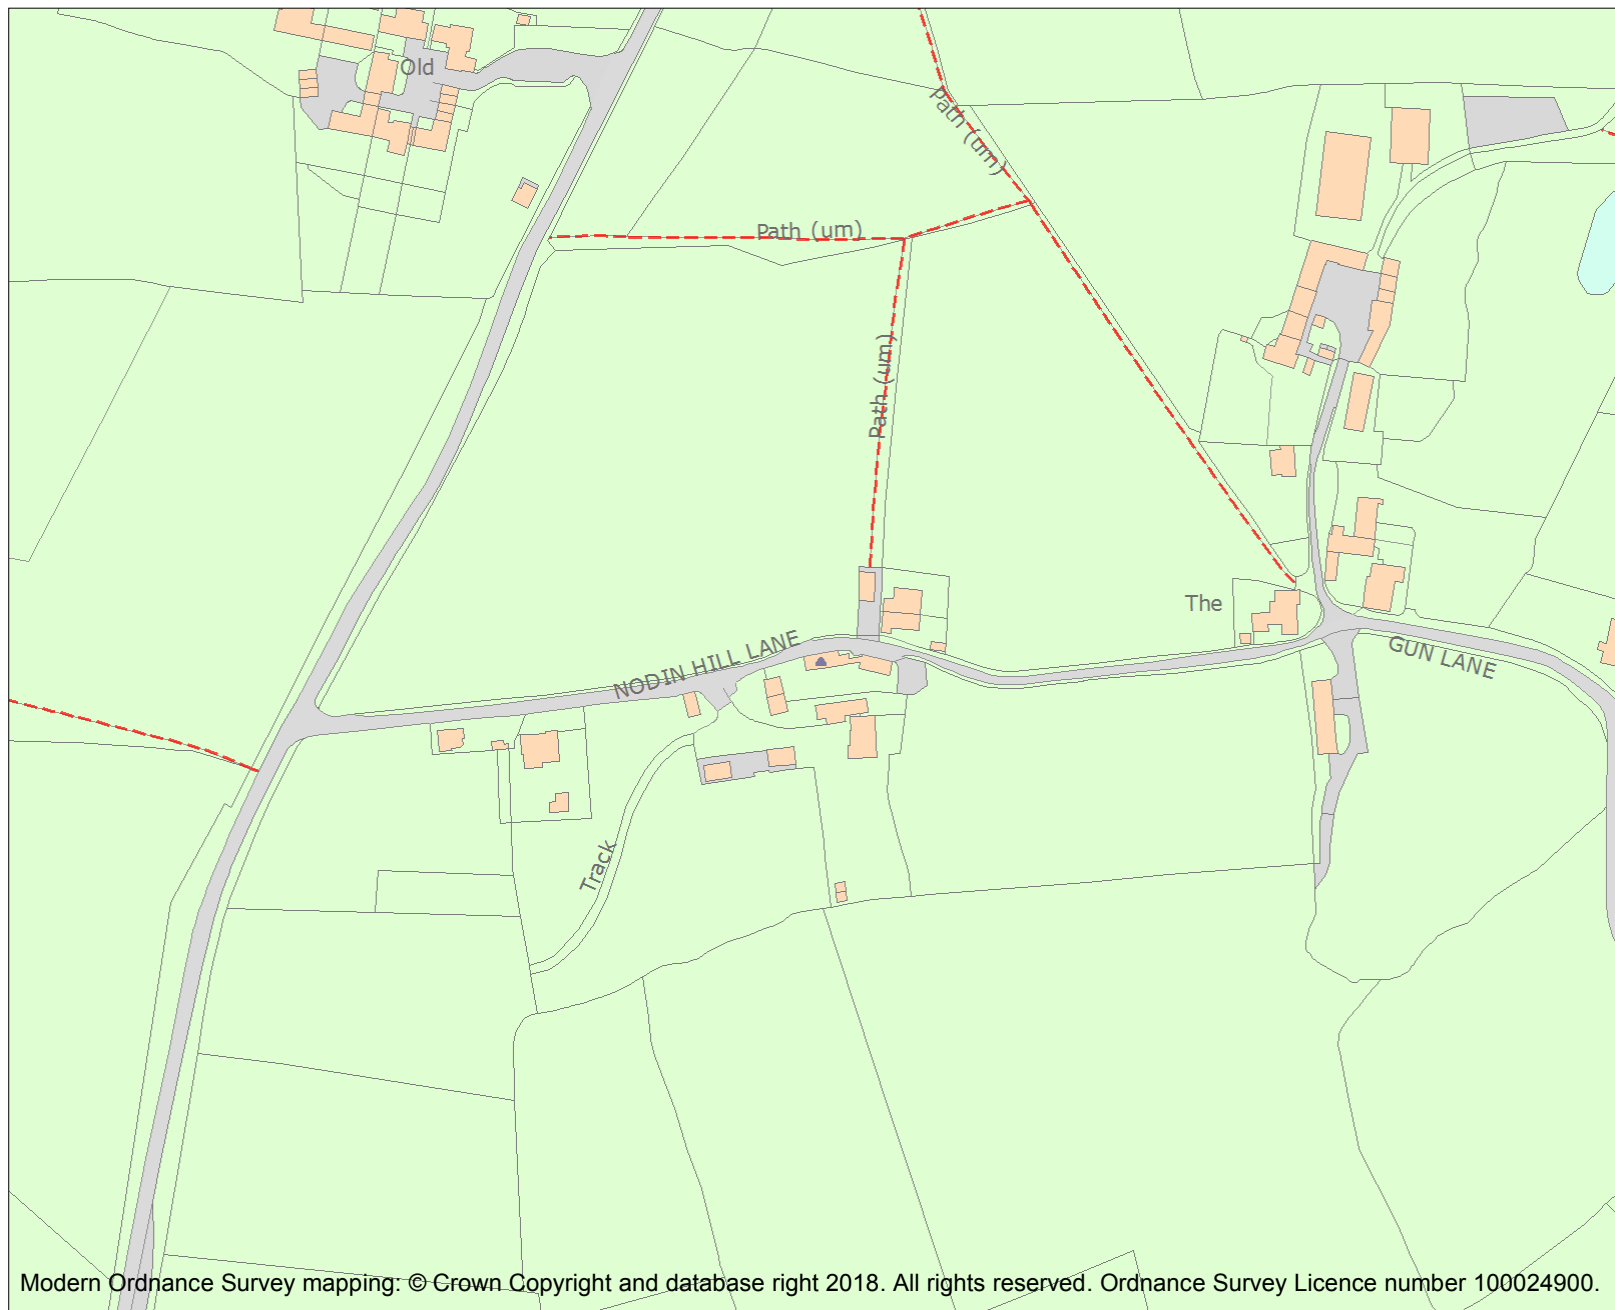 Old
Path (um)
Path (um)
Path (um)
The
NODIN HILL LANE
GUN LANE
Track
Modern Ordnance Survey mapping: © Crown Copyright and database right 2018. All rights reserved. Ordnance Survey Licence number 100024900.